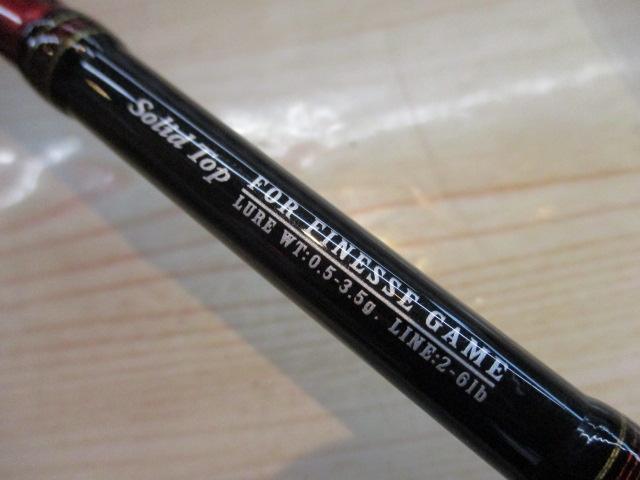 Solid Top
FOR FINESSE GAME
LURE WT:0.5-3.5g. LINE:2-6lb